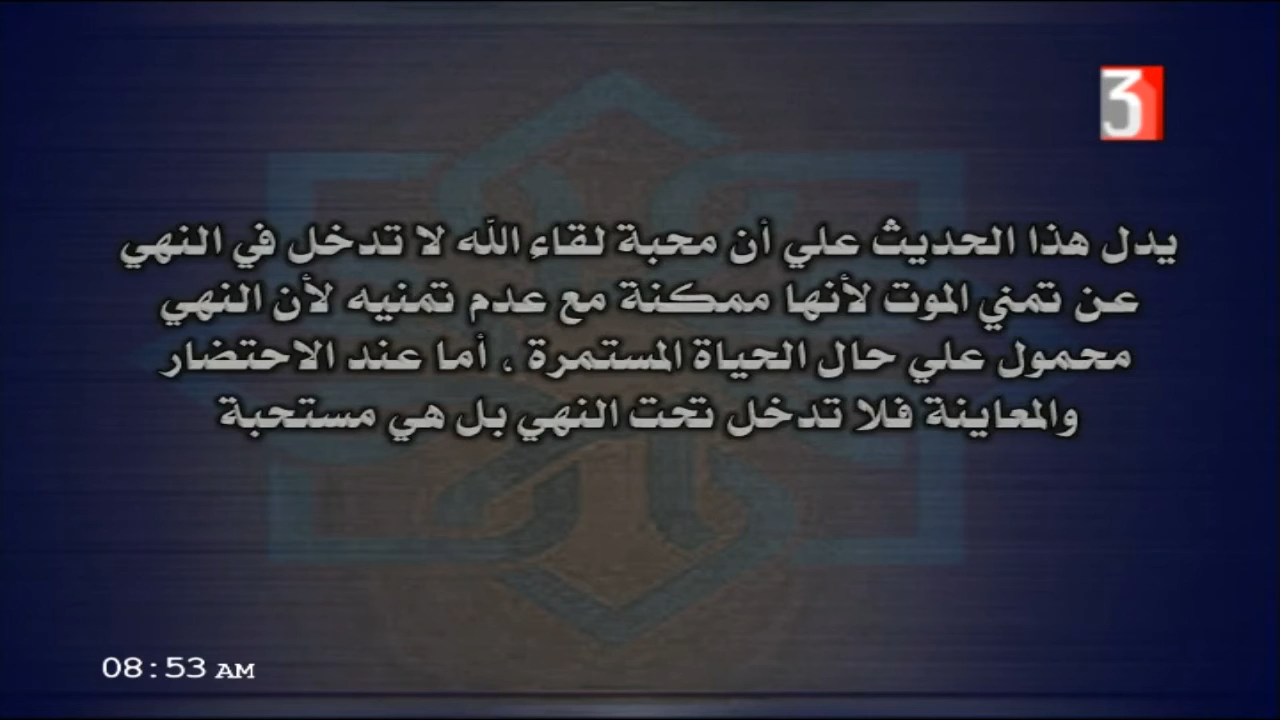 3
يدل هذا الحديث علي أن محبة لقاء الله لا تدخل في النهي
عن تمني الموت لأنها ممكنة مع عدم تمنيه لأن النهي
محمول علي حال الحياة المستمرة ، أما عند الاحتضار
والمعاينة فلا تدخل تحت النهي بل هي مستحبة
08:53 AM